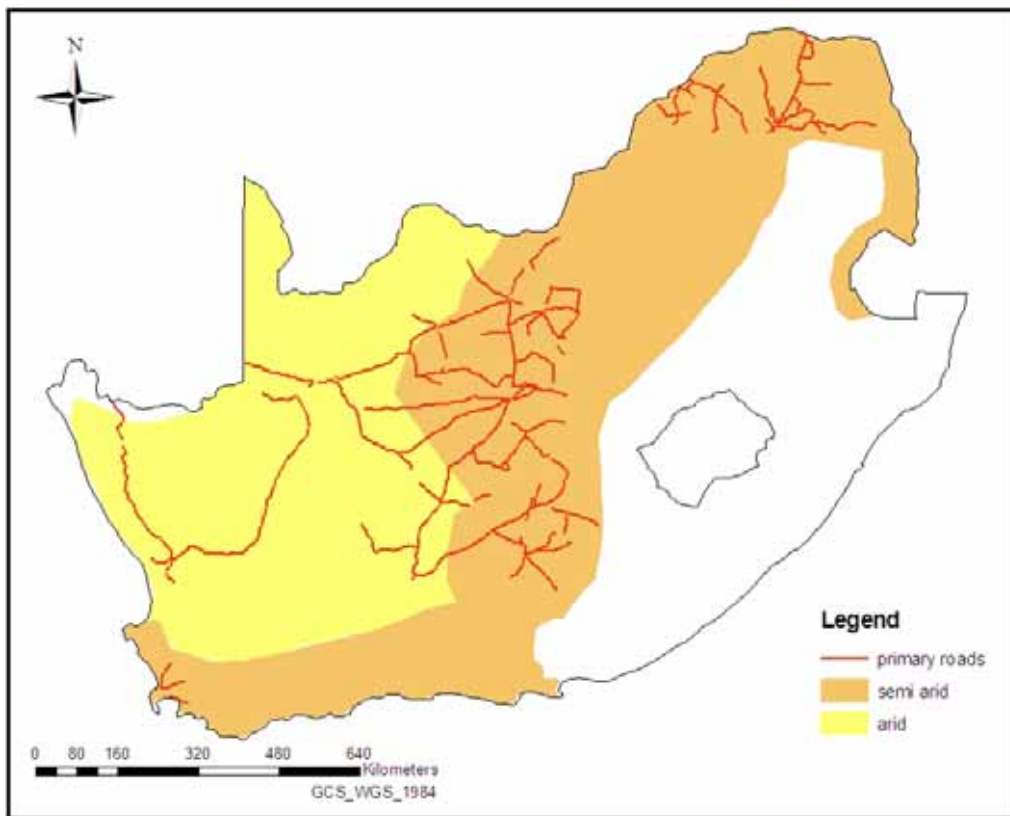 N
Legend
primary roads
semi arid
arid
0 80 160 320 480 640
Kilometers
GCS_WGS_1984